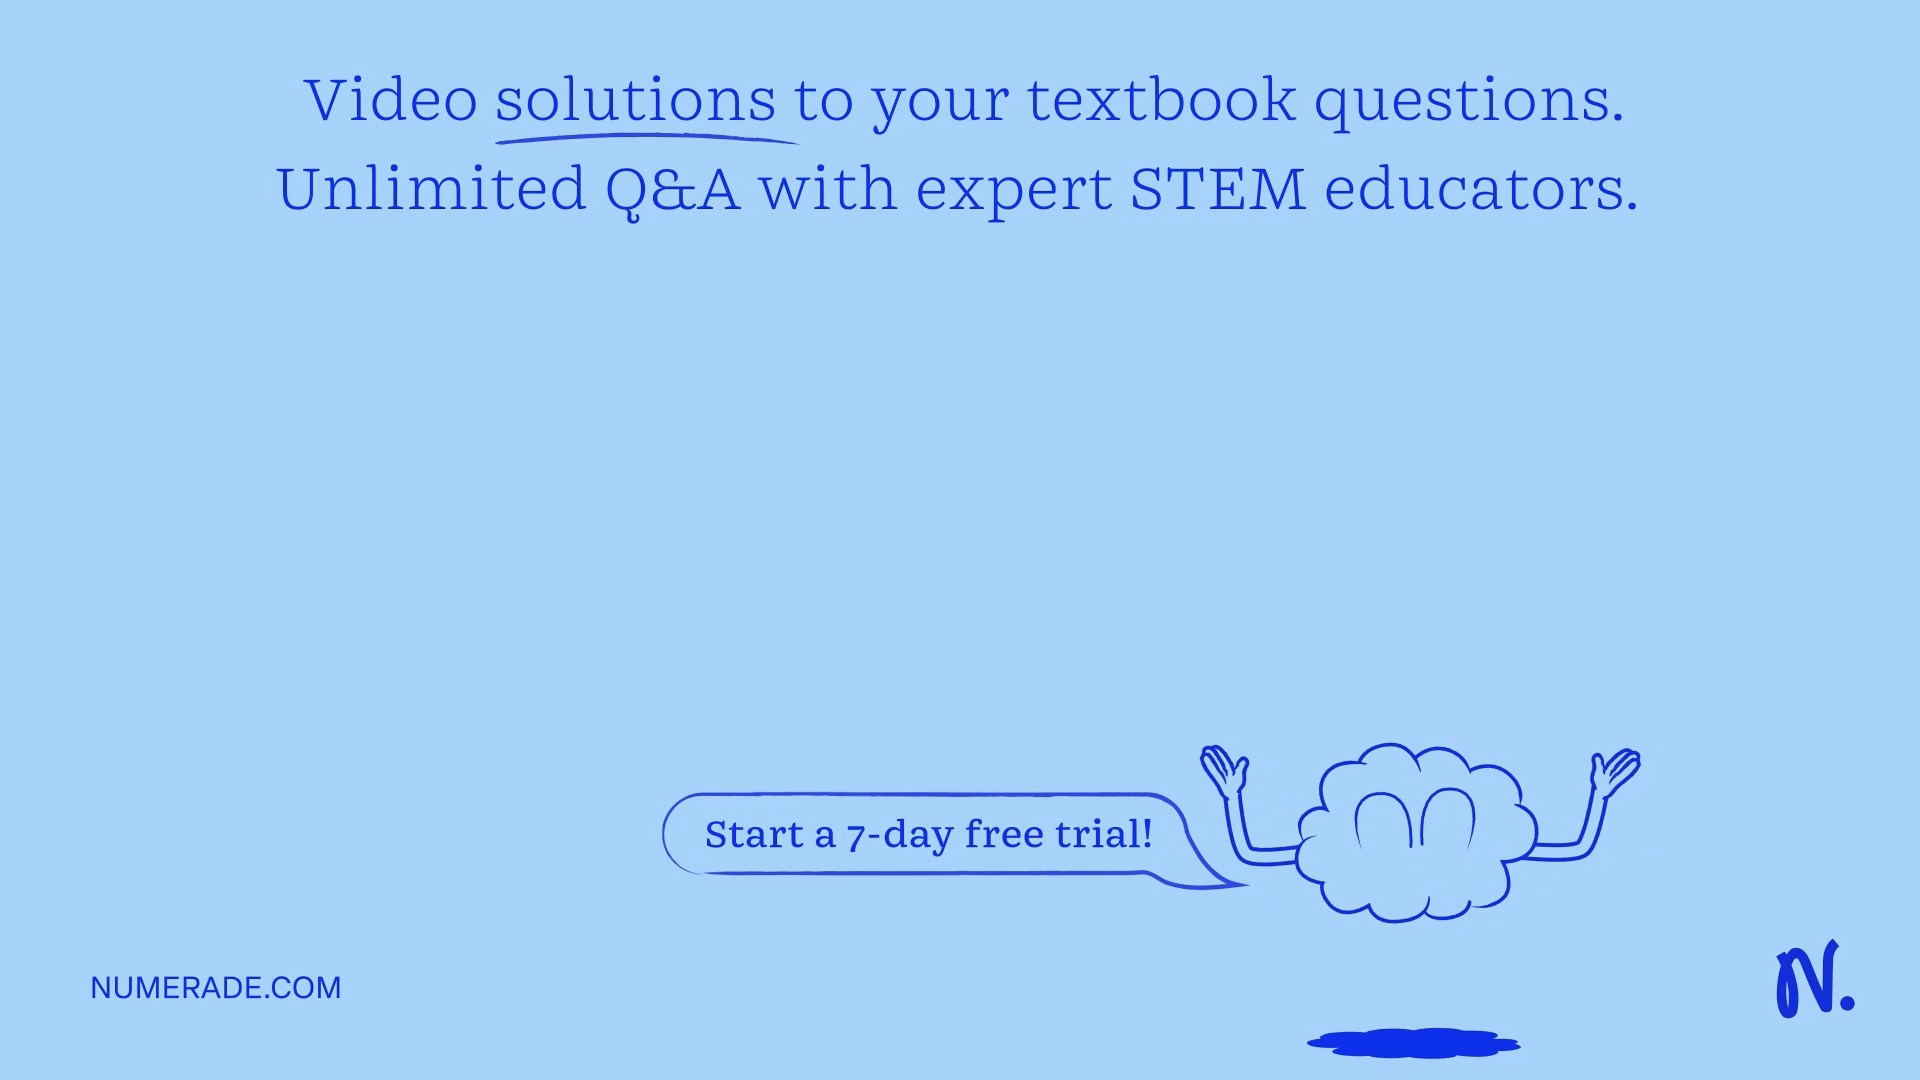 Video solutions to your textbook questions.
Unlimited Q&A with expert STEM educators.
Start a 7-day free trial!
NUMERADE.COM
N.